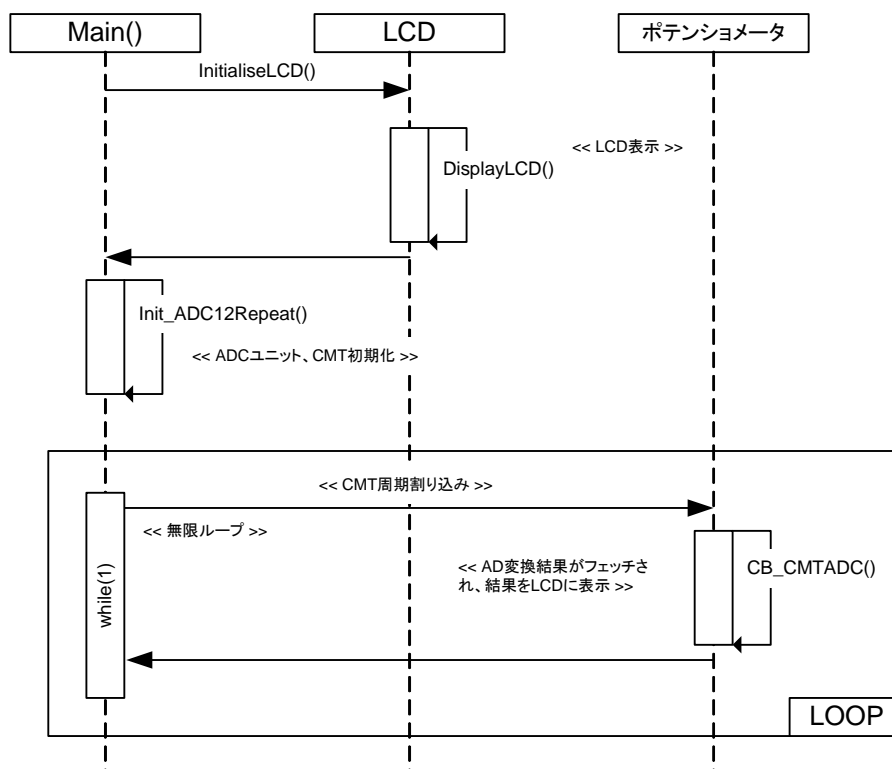 Main()
LCD
ポテンショメータ
InitialiseLCD()
<< LCD表示 >>
DisplayLCD()
Init_ADC12Repeat()
<< ADCユニット、CMT初期化 >>
<< CMT周期割り込み >>
<< 無限ループ >>
while(1)
<< AD変換結果がフェッチさ
れ、結果をLCDに表示 >>
CB_CMTADC()
LOOP